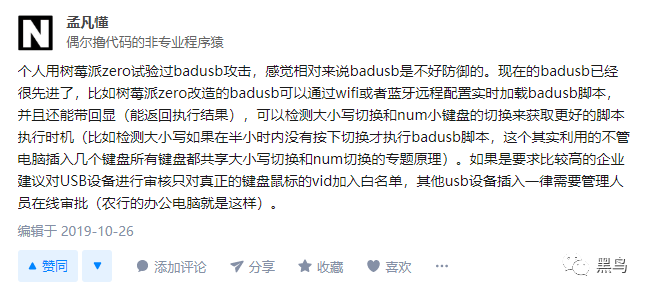 N
孟凡懂
偶尔撸代码的非专业程序猿
个人用树莓派zero试验过badusb攻击，感觉相对来说badusb是不好防御的。现在的badusb已经
很先进了，比如树莓派zero改造的badusb可以通过wifi或者蓝牙远程配置实时加载badusb脚本，
并且还能带回显（能返回执行结果），可以检测大小写切换和num小键盘的切换来获取更好的脚本
执行时机（比如检测大小写如果在半小时内没有按下切换才执行badusb脚本，这个其实利用的不管
电脑插入几个键盘所有键盘都共享大小写切换和num切换的专题原理）。如果是要求比较高的企业
建议对USB设备进行审核只对真正的键盘鼠标的vid加入白名单，其他usb设备插入一律需要管理人
员在线审批（农行的办公电脑就是这样）。
编辑于 2019-10-26
赞同 添加评论 分享 收藏 喜欢 ···
黑鸟